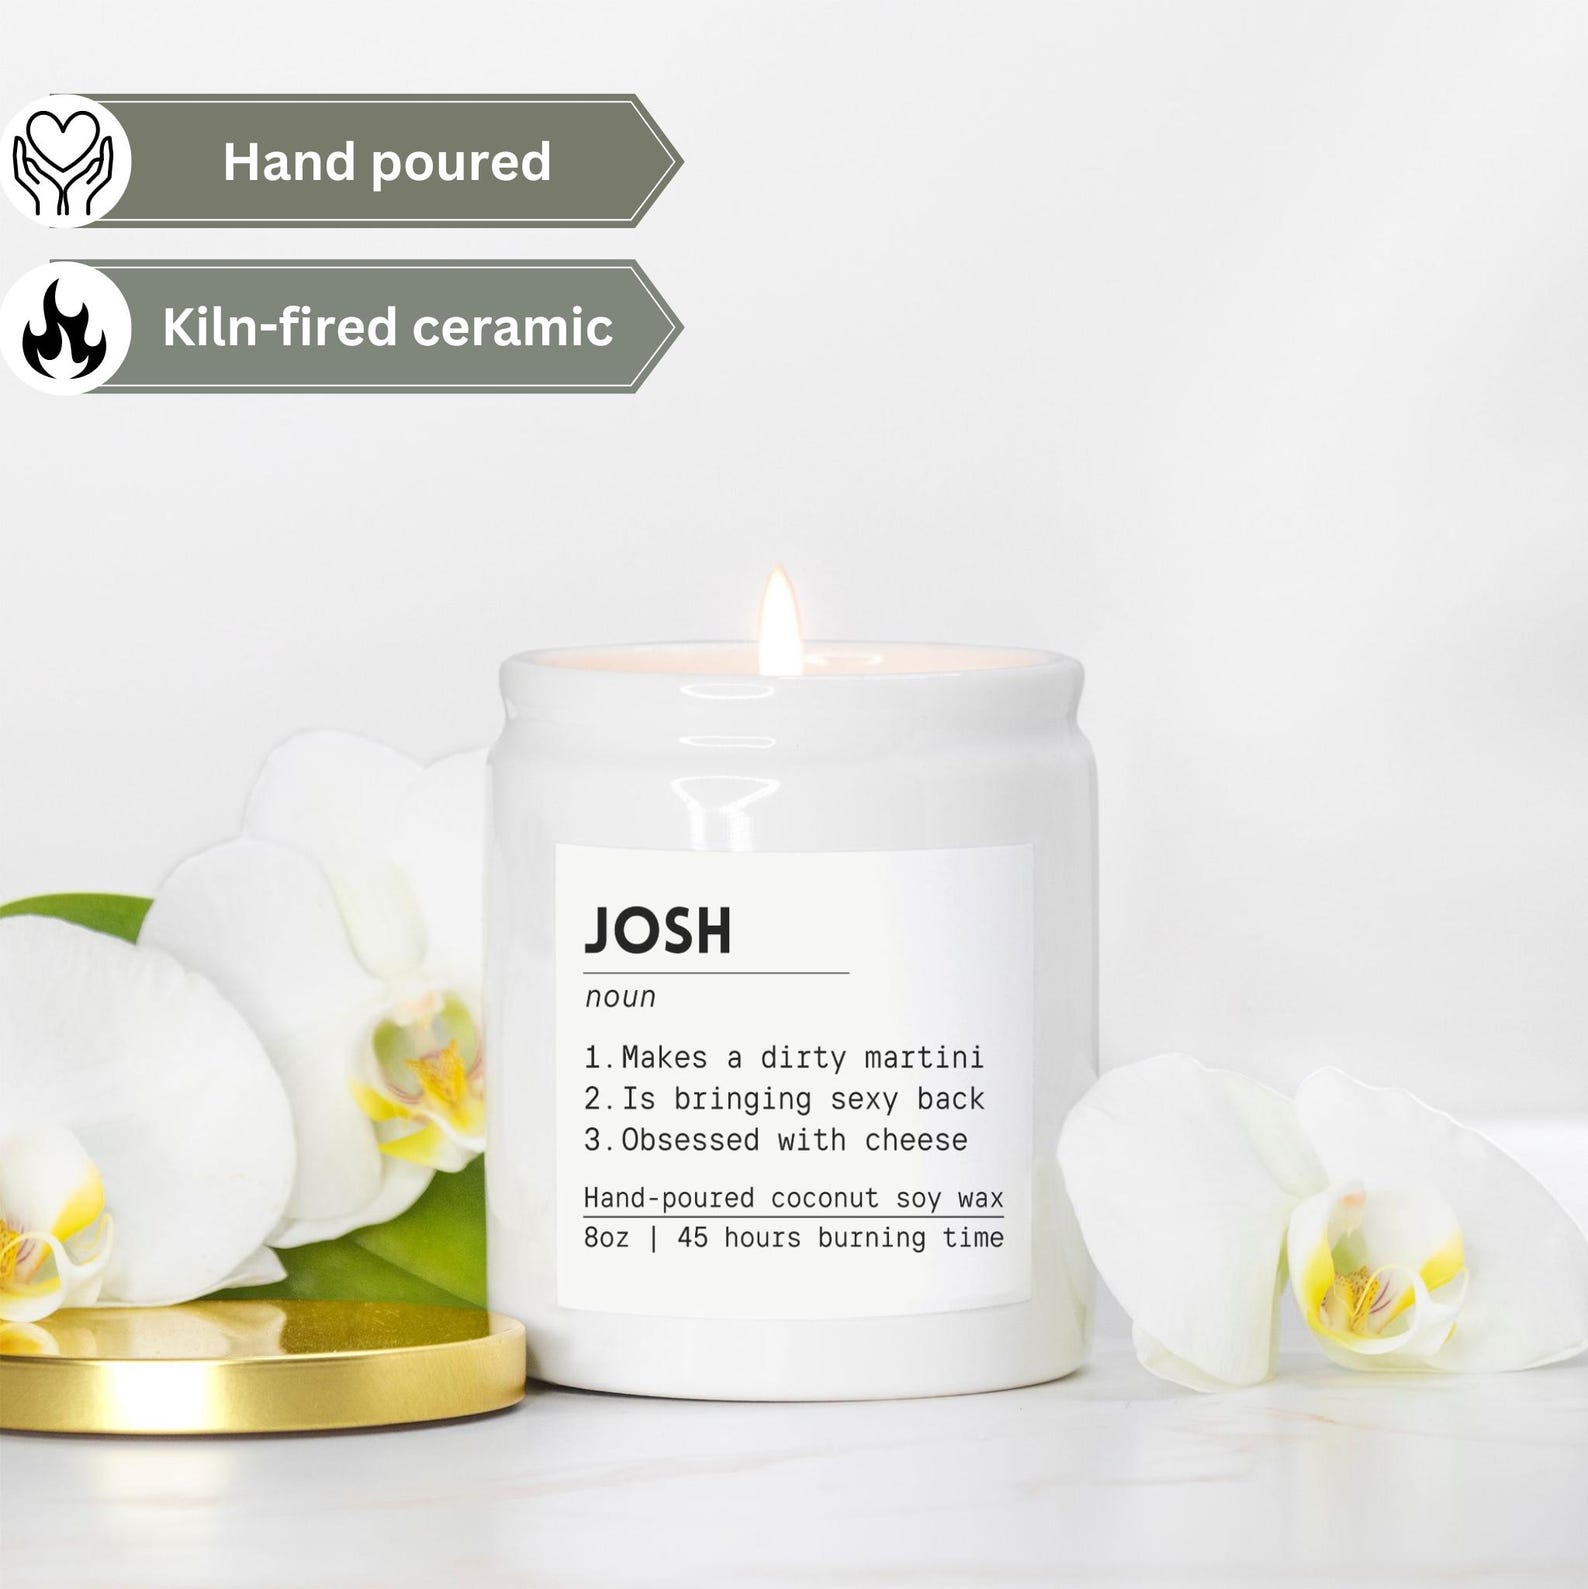 Hand poured
Kiln-fired ceramic
JOSH
noun
1. Makes a dirty martini
2. Is bringing sexy back
3. Obsessed with cheese
Hand-poured coconut soy wax
8oz | 45 hours burning time